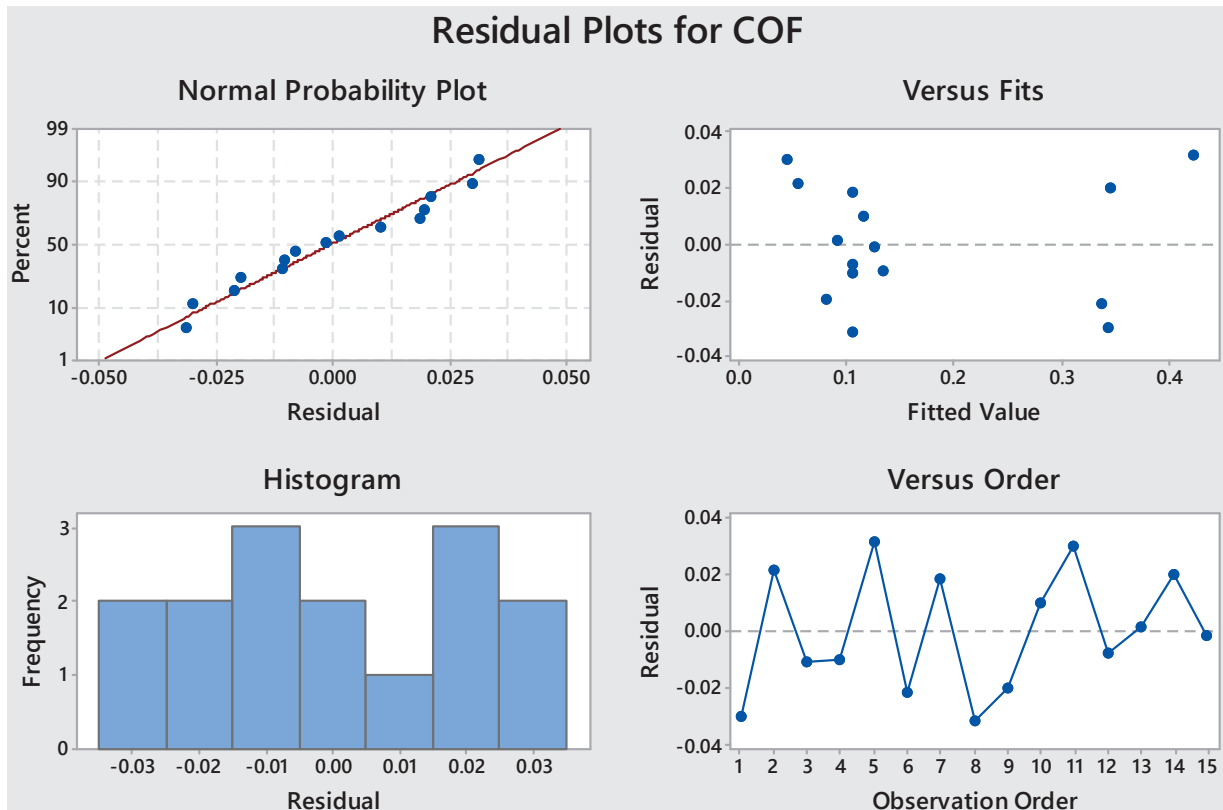 Residual Plots for COF
Normal Probability Plot
99
90
50
10
1
Percent
-0.050 -0.025 0.000 0.025 0.050
Residual
Versus Fits
0.04
0.02
0.00
-0.02
-0.04
Residual
0.0 0.1 0.2 0.3 0.4
Fitted Value
Histogram
3
2
1
0
Frequency
-0.03 -0.02 -0.01 0.00 0.01 0.02 0.03
Residual
Versus Order
0.04
0.02
0.00
-0.02
-0.04
Residual
1 2 3 4 5 6 7 8 9 10 11 12 13 14 15
Observation Order